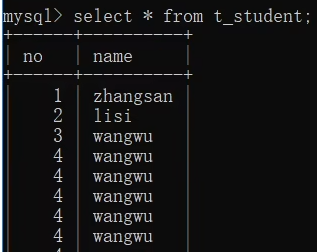 mysql> select * from t_student;
+------+----------+
| no | name |
+------+----------+
| 1 | zhangsan |
| 2 | lisi |
| 3 | wangwu |
| 4 | wangwu |
| 4 | wangwu |
| 4 | wangwu |
| 4 | wangwu |
| 4 | wangwu |